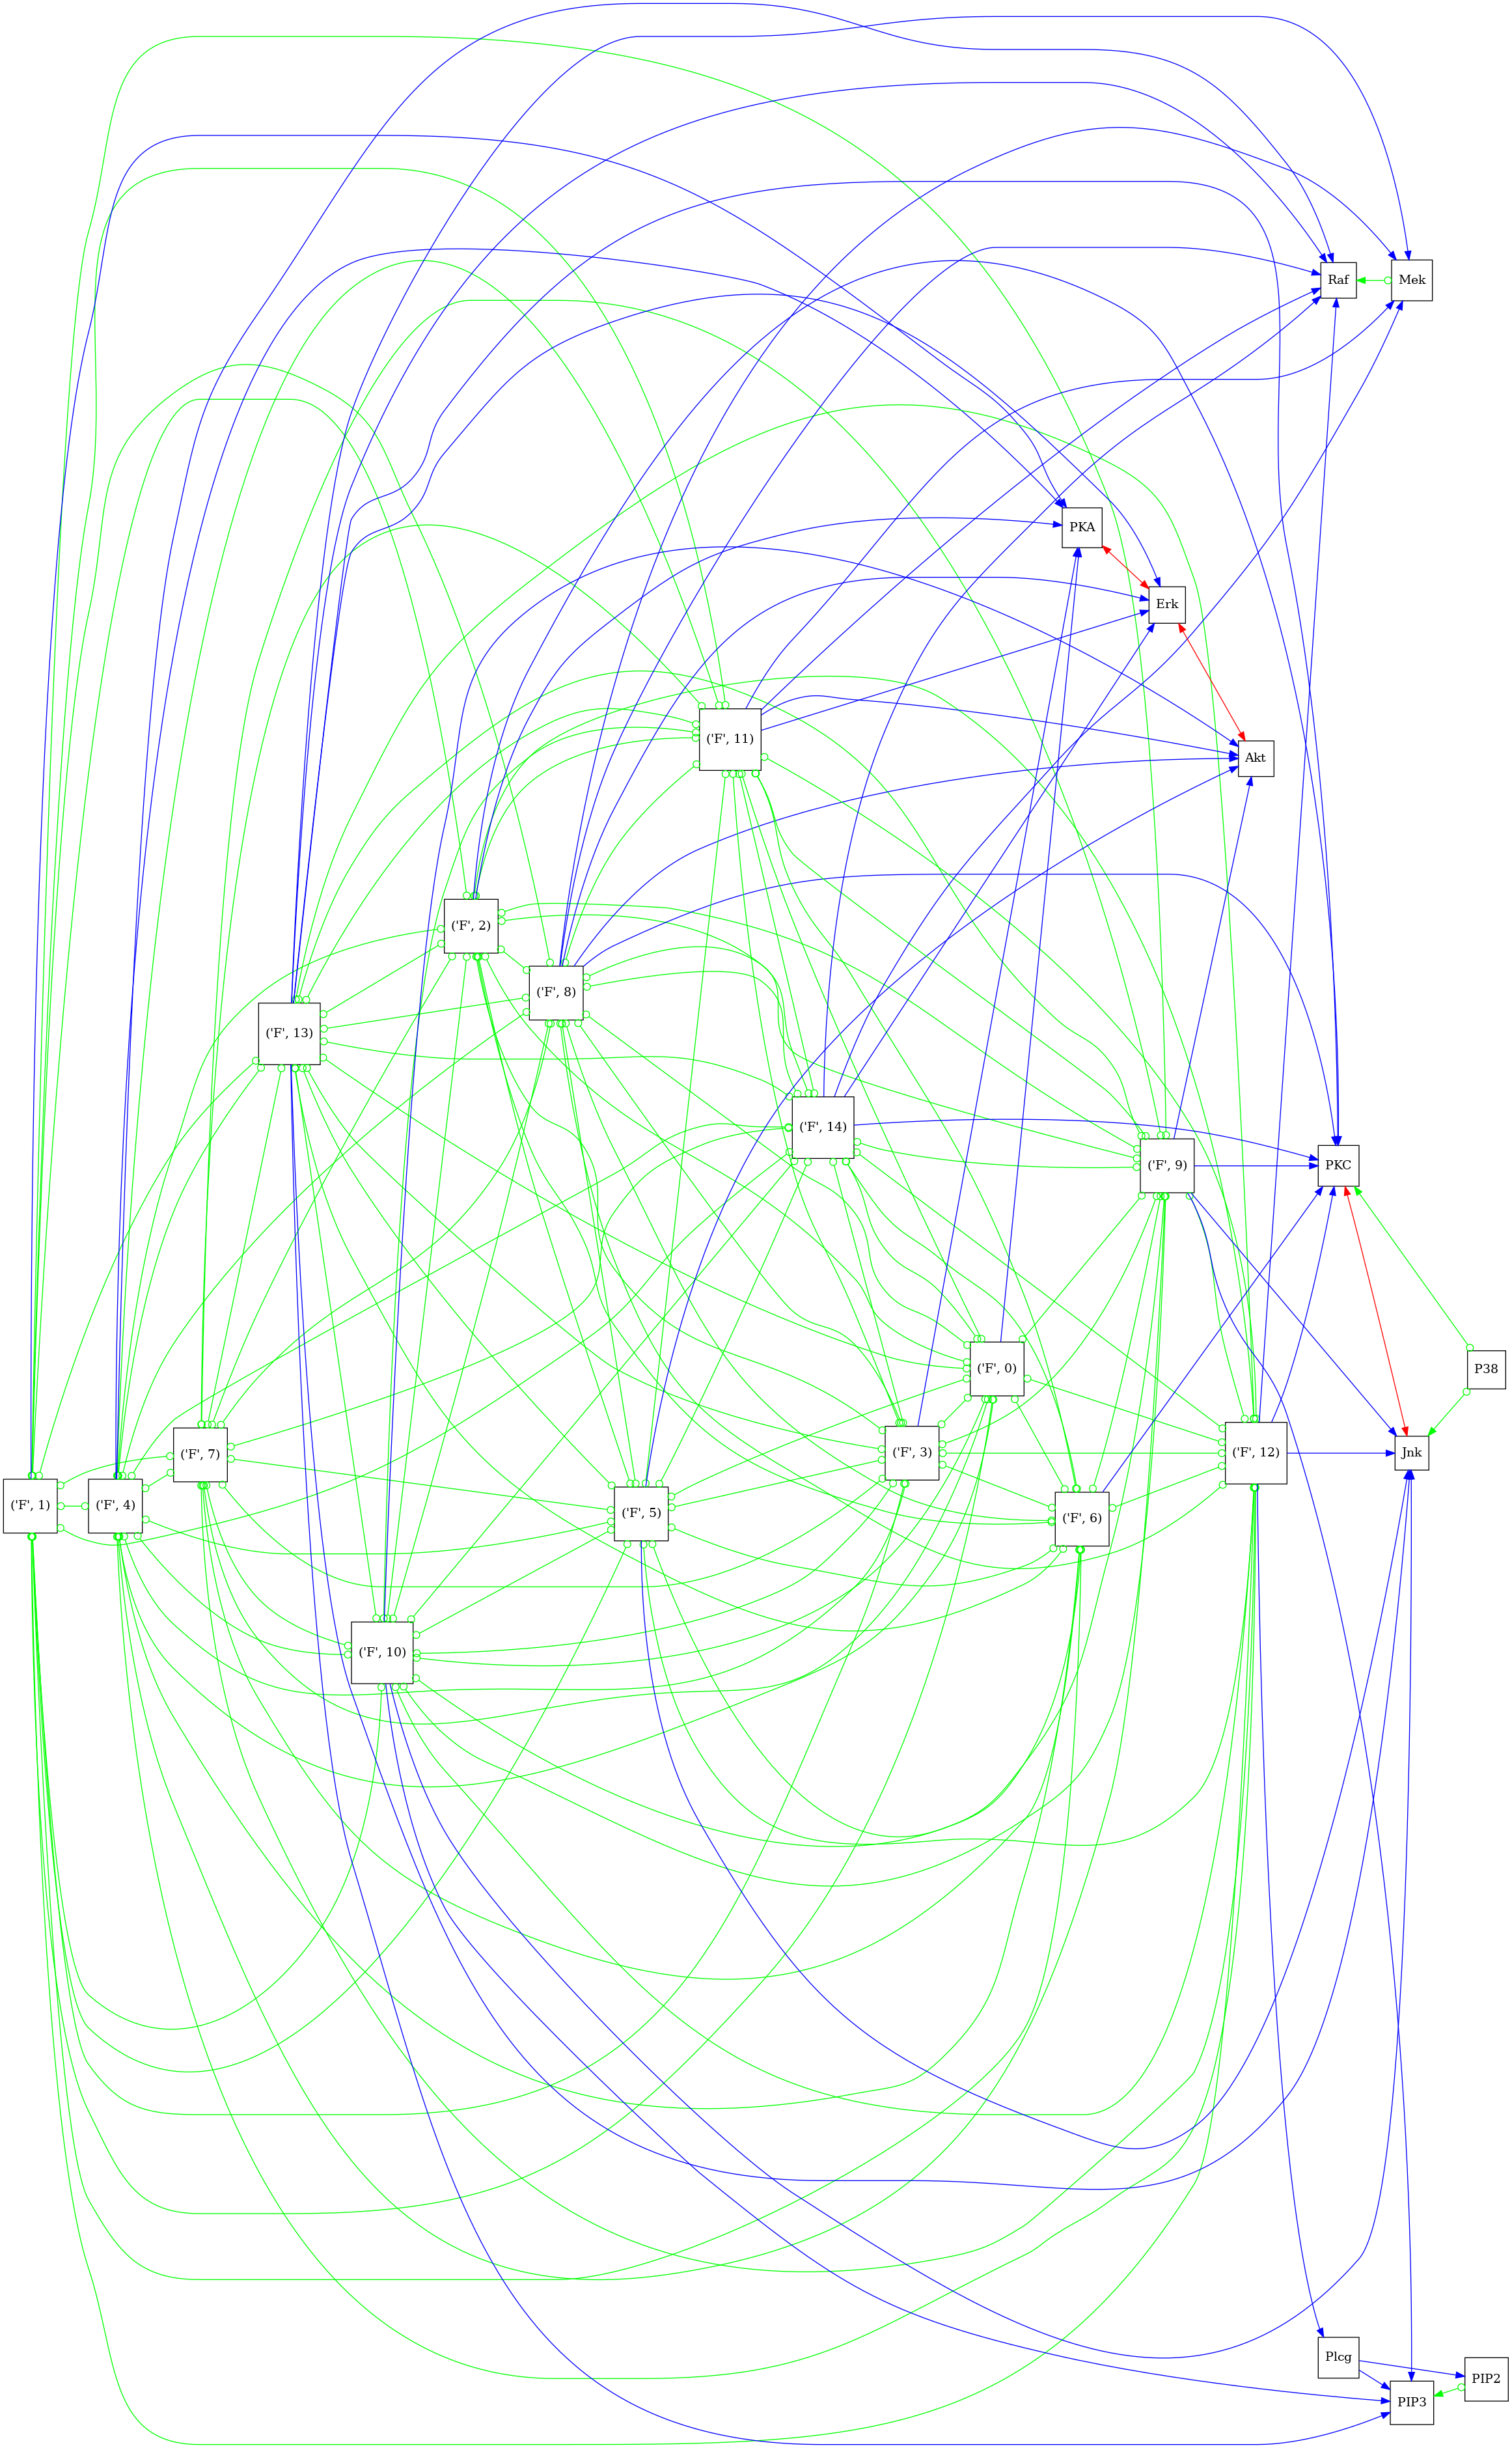 Raf
Mek
PKA
Erk
('F', 11)
Akt
('F', 2)
('F', 8)
('F', 13)
('F', 14)
('F', 9)
PKC
('F', 0)
P38
('F', 7)
('F', 3)
('F', 12)
Jnk
('F', 1)
('F', 4)
('F', 5)
('F', 6)
('F', 10)
Plcg
PIP2
PIP3